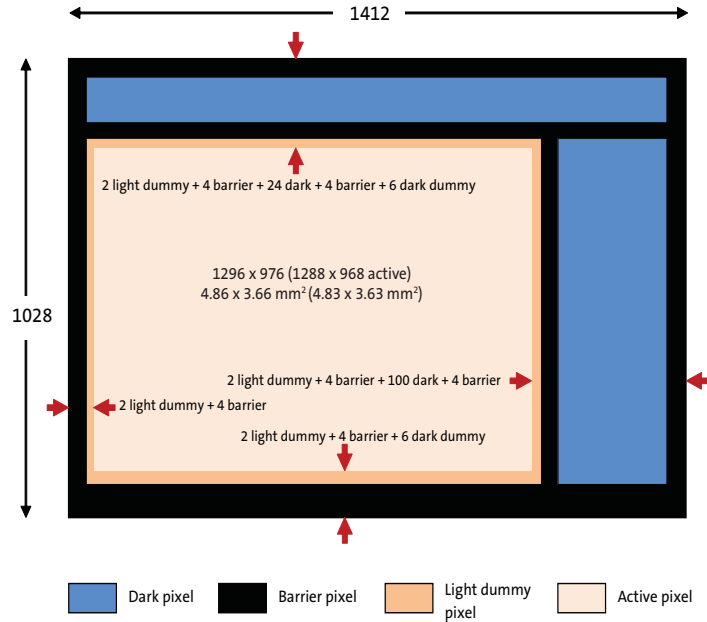 1412
2 light dummy + 4 barrier + 24 dark + 4 barrier + 6 dark dummy
1296 x 976 (1288 x 968 active)
4.86 x 3.66 mm² (4.83 x 3.63 mm²)
1028
2 light dummy + 4 barrier + 100 dark + 4 barrier
2 light dummy + 4 barrier
2 light dummy + 4 barrier + 6 dark dummy
Dark pixel
Barrier pixel
Light dummy
pixel
Active pixel